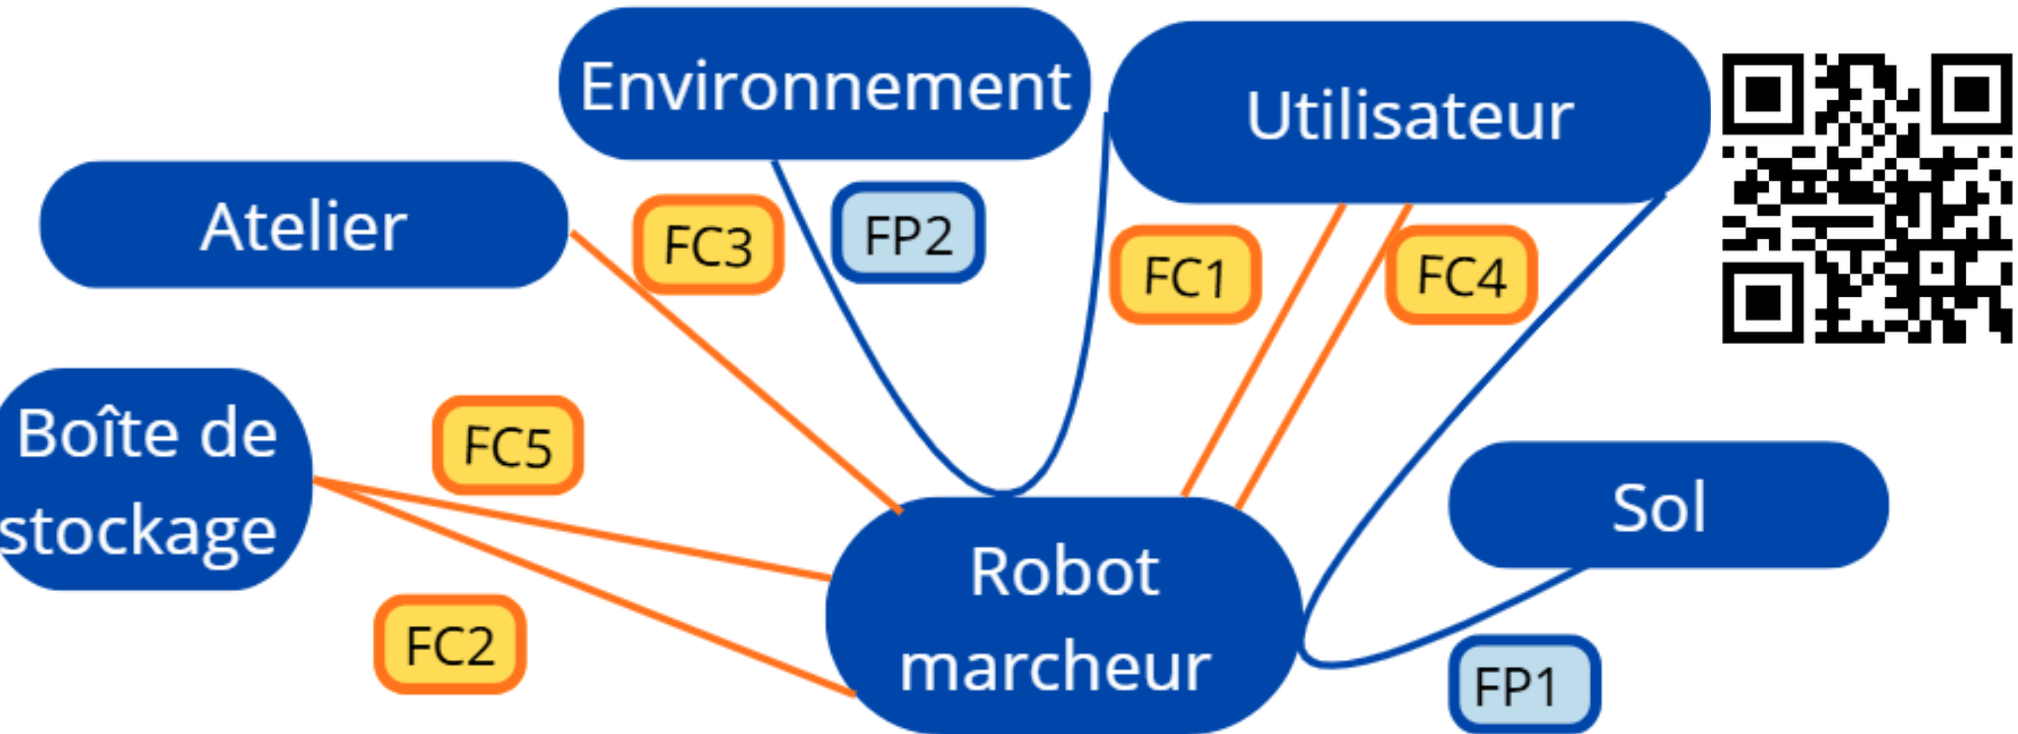 Environnement
Utilisateur
Atelier
FC3
FP2
FC1
FC4
Boîte de
stockage
FC5
Sol
Robot
marcheur
FC2
FP1